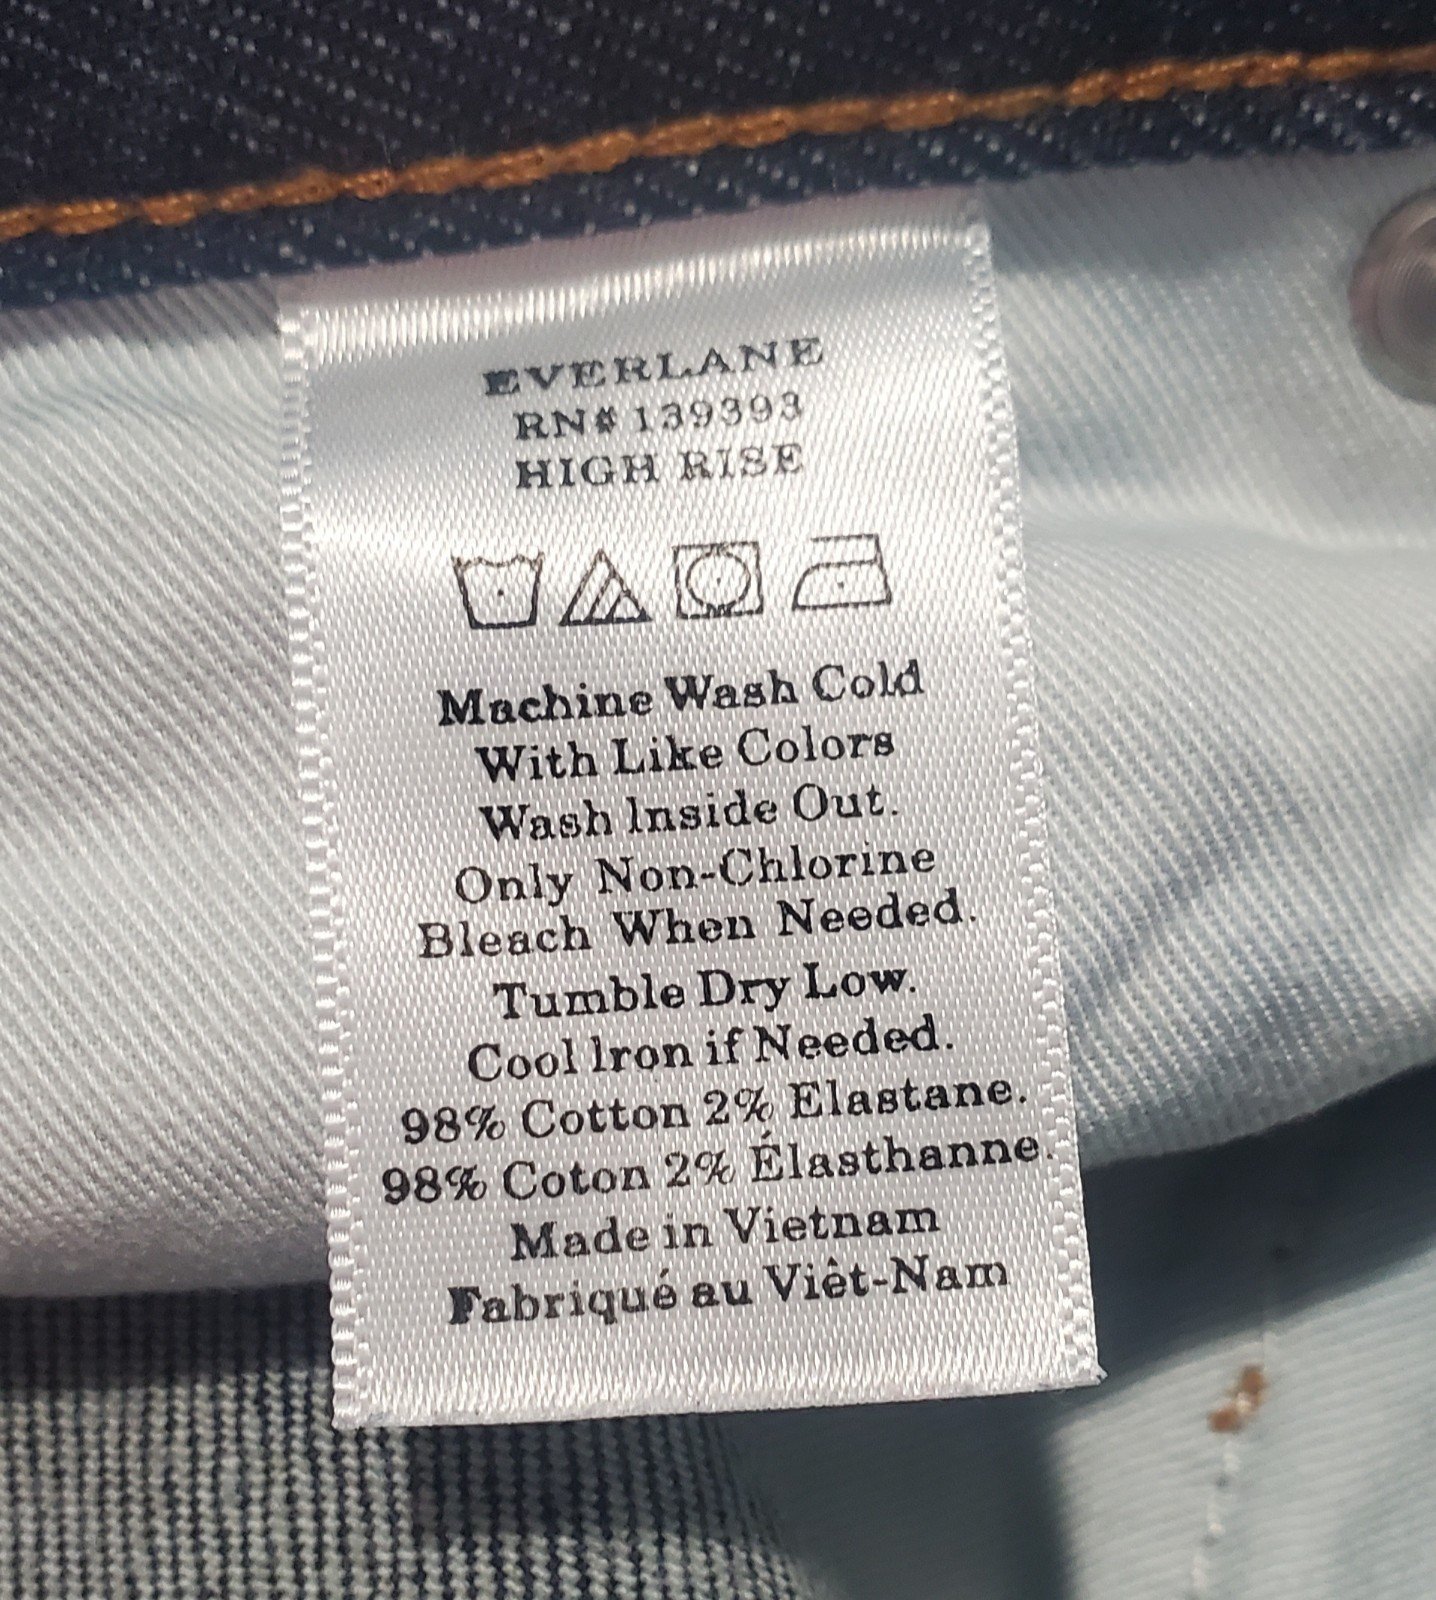 EVERLANE
RN# 139393
HIGH RISE
Machine Wash Cold
With Like Colors
Wash Inside Out.
Only Non-Chlorine
Bleach When Needed.
Tumble Dry Low.
Cool Iron if Needed.
98% Cotton 2% Elastane.
98% Coton 2% Élasthanne.
Made in Vietnam
Fabriqué au Viêt-Nam